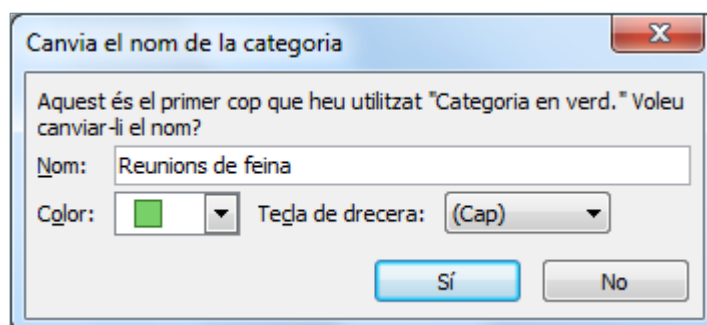 Canvia el nom de la categoria
Aquest és el primer cop que heu utilitzat "Categoria en verd." Voleu
canviar-li el nom?
Nom: Reunions de feina
Color: Tecla de drecera: (Cap)
Sí No